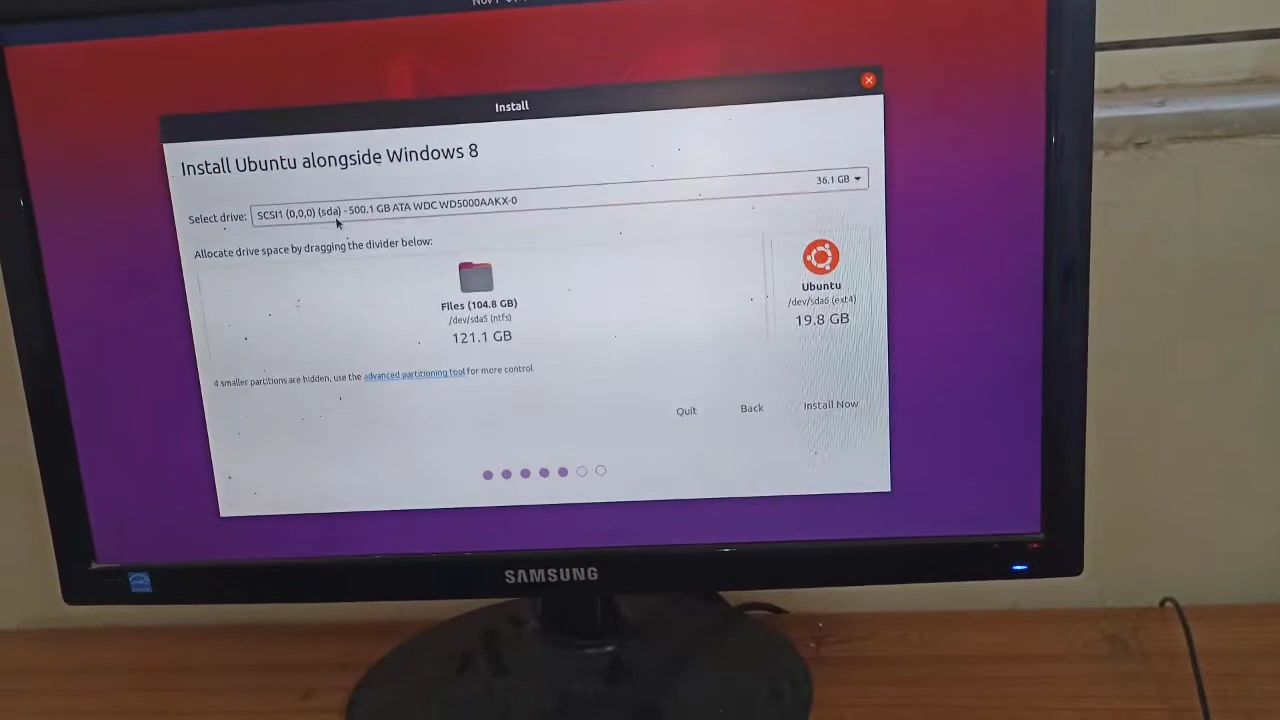 Install
Install Ubuntu alongside Windows 8
Select drive: SCSI1 (0,0,0) (sda) - 500.1 GB ATA WDC WD5000AAKX-0 36.1 GB
Allocate drive space by dragging the divider below:
Files (104.8 GB)
/dev/sda5 (ntfs)
121.1 GB
Ubuntu
/dev/sda6 (ext4)
19.8 GB
4 smaller partitions are hidden, use the advanced partitioning tool for more control
Quit Back Install Now
SAMSUNG